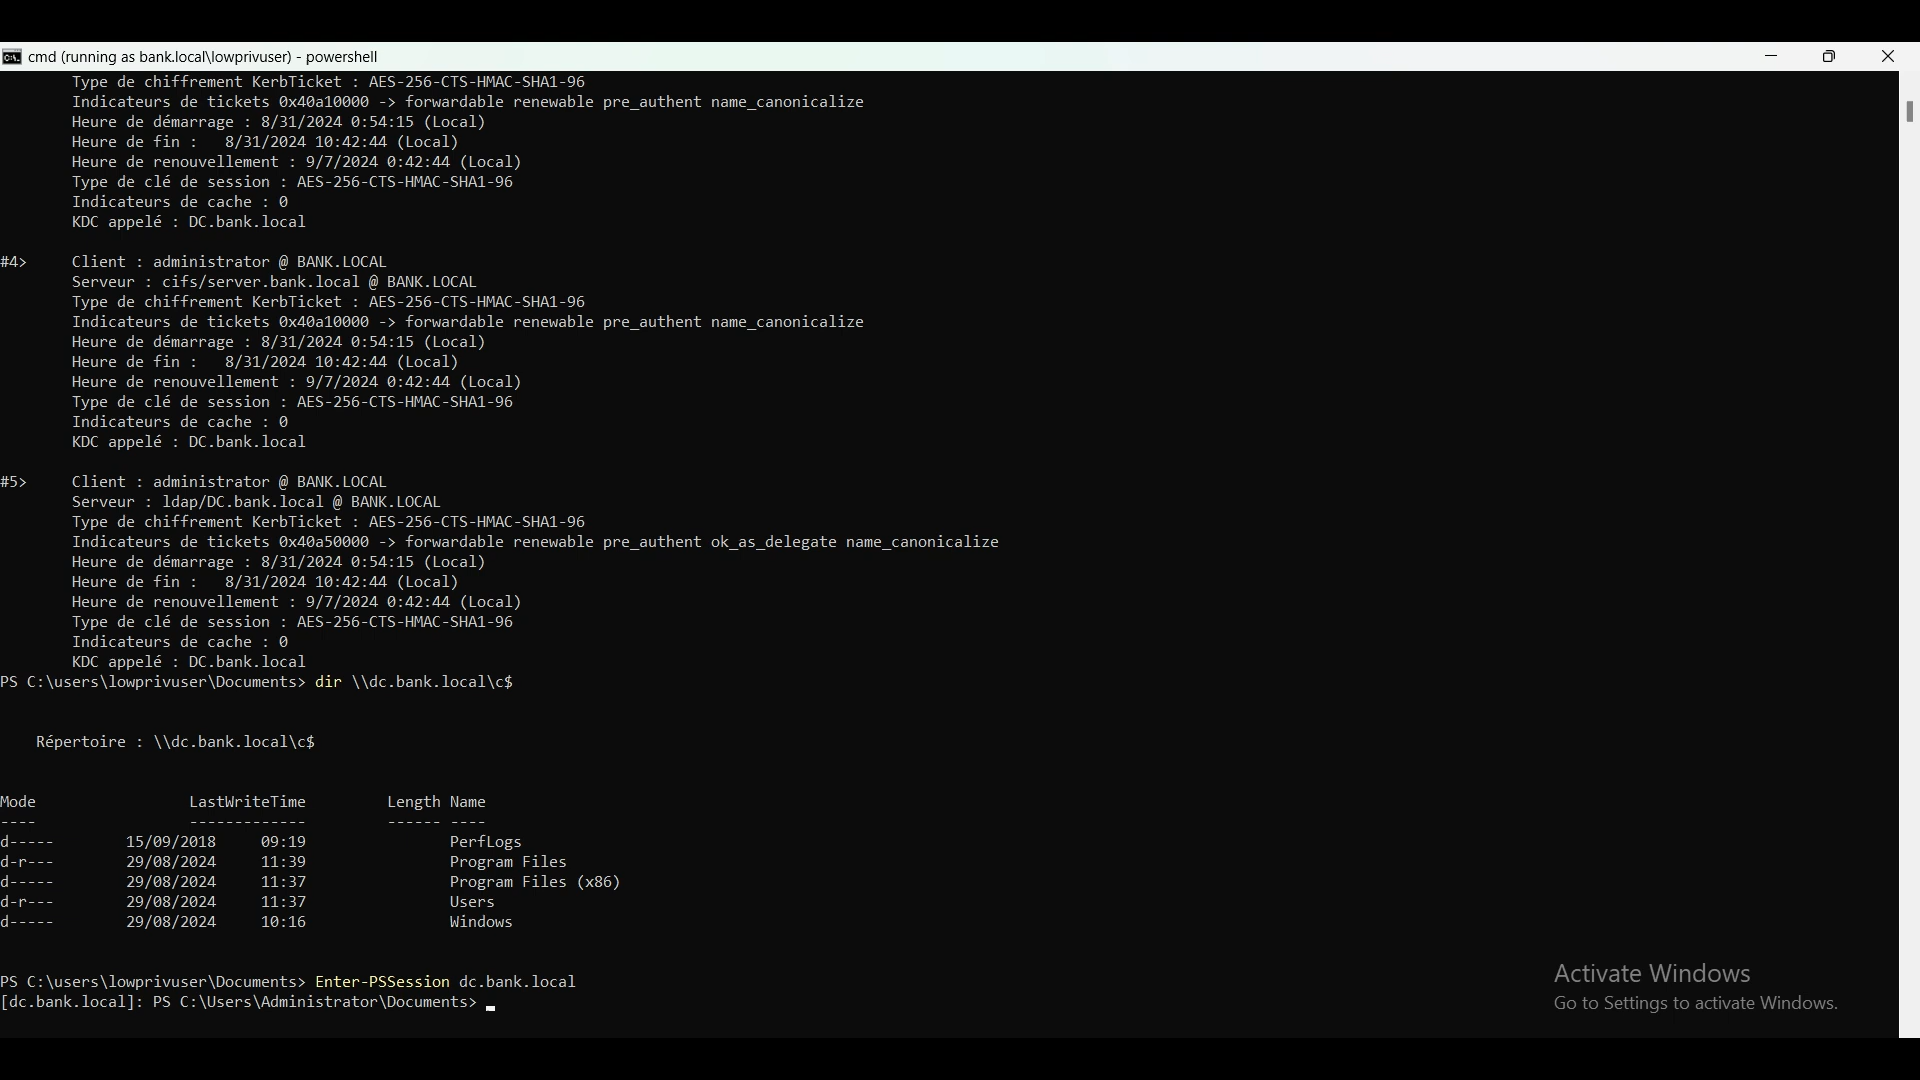 cmd (running as bank.local\lowprivuser) - powershell
Type de chiffrement KerbTicket : AES-256-CTS-HMAC-SHA1-96
Indicateurs de tickets 0x40a10000 -> forwardable renewable pre_authent name_canonicalize
Heure de démarrage : 8/31/2024 0:54:15 (Local)
Heure de fin :   8/31/2024 10:42:44 (Local)
Heure de renouvellement : 9/7/2024 0:42:44 (Local)
Type de clé de session : AES-256-CTS-HMAC-SHA1-96
Indicateurs de cache : 0
KDC appelé : DC.bank.local
#4>     Client : administrator @ BANK.LOCAL
Serveur : cifs/server.bank.local @ BANK.LOCAL
Type de chiffrement KerbTicket : AES-256-CTS-HMAC-SHA1-96
Indicateurs de tickets 0x40a10000 -> forwardable renewable pre_authent name_canonicalize
Heure de démarrage : 8/31/2024 0:54:15 (Local)
Heure de fin :   8/31/2024 10:42:44 (Local)
Heure de renouvellement : 9/7/2024 0:42:44 (Local)
Type de clé de session : AES-256-CTS-HMAC-SHA1-96
Indicateurs de cache : 0
KDC appelé : DC.bank.local
#5>     Client : administrator @ BANK.LOCAL
Serveur : ldap/DC.bank.local @ BANK.LOCAL
Type de chiffrement KerbTicket : AES-256-CTS-HMAC-SHA1-96
Indicateurs de tickets 0x40a50000 -> forwardable renewable pre_authent ok_as_delegate name_canonicalize
Heure de démarrage : 8/31/2024 0:54:15 (Local)
Heure de fin :   8/31/2024 10:42:44 (Local)
Heure de renouvellement : 9/7/2024 0:42:44 (Local)
Type de clé de session : AES-256-CTS-HMAC-SHA1-96
Indicateurs de cache : 0
KDC appelé : DC.bank.local
PS C:\users\lowprivuser\Documents> dir \\dc.bank.local\c$
Répertoire : \\dc.bank.local\c$
Mode                 LastWriteTime         Length Name
----                 -------------         ------ ----
d-----        15/09/2018     09:19                PerfLogs
d-r---        29/08/2024     11:39                Program Files
d-----        29/08/2024     11:37                Program Files (x86)
d-r---        29/08/2024     11:37                Users
d-----        29/08/2024     10:16                Windows
PS C:\users\lowprivuser\Documents> Enter-PSSession dc.bank.local
[dc.bank.local]: PS C:\Users\Administrator\Documents>
Activate Windows
Go to Settings to activate Windows.